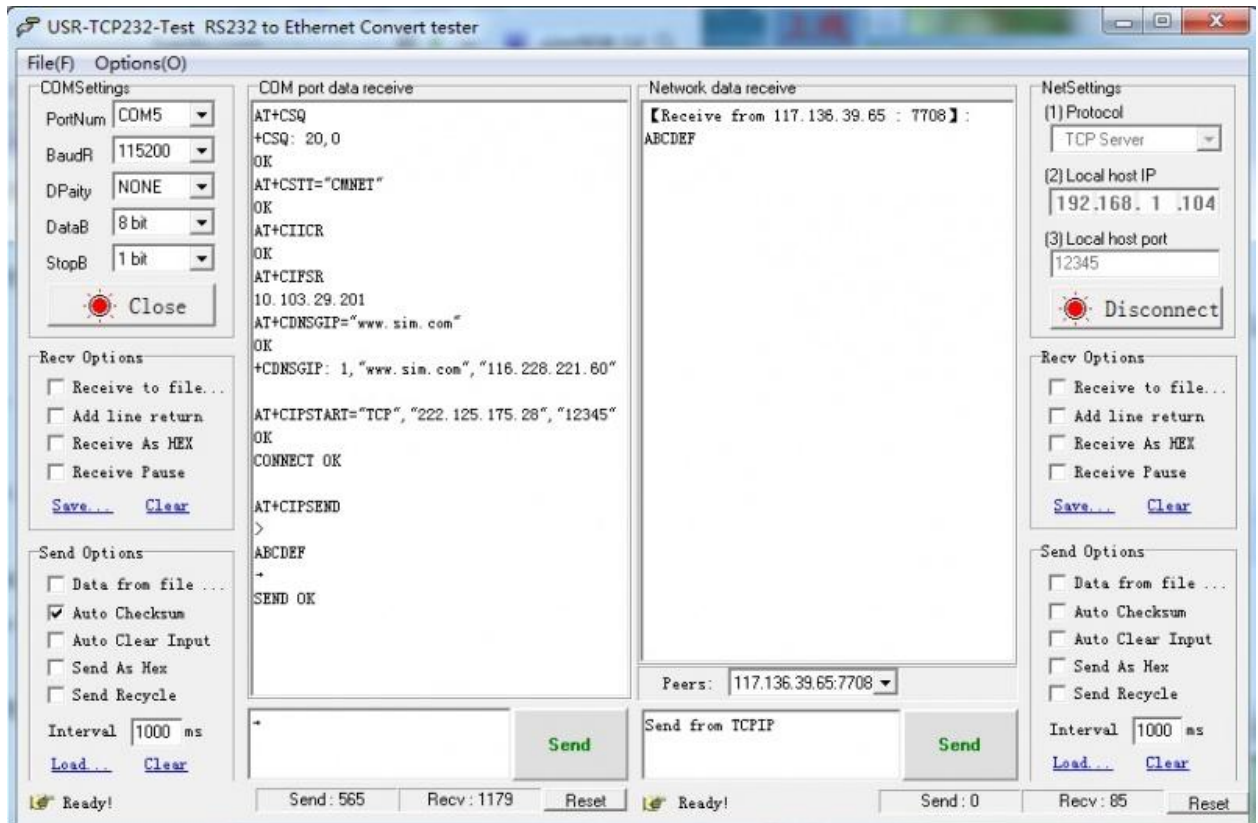 USR-TCP232-Test RS232 to Ethernet Convert tester
File(F) Options(O)
COMSettings
PortNum COM5
BaudR 115200
DPaity NONE
DataB 8 bit
StopB 1 bit
Close
Recv Options
Receive to file...
Add line return
Receive As HEX
Receive Pause
Save... Clear
Send Options
Data from file ...
Auto Checksum
Auto Clear Input
Send As Hex
Send Recycle
Interval 1000 ms
Load... Clear
Ready!
COM port data receive
AT+CSQ
+CSQ: 20,0
OK
AT+CSTT="CMNET"
OK
AT+CIICR
OK
AT+CIFSR
10.103.29.201
AT+CDNSGIP="www.sim.com"
OK
+CDNSGIP: 1,"www.sim.com","116.228.221.60"
AT+CIPSTART="TCP","222.125.175.28","12345"
OK
CONNECT OK
AT+CIPSEND
>
ABCDEF
→
SEND OK
→
Send
Send : 565 Recv : 1179 Reset
Network data receive
【Receive from 117.136.39.65 : 7708】:
ABCDEF
Peers: 117.136.39.65:7708
Send from TCPIP
Send
Ready! Send : 0 Recv : 85 Reset
NetSettings
(1) Protocol
TCP Server
(2) Local host IP
192.168. 1 .104
(3) Local host port
12345
Disconnect
Recv Options
Receive to file...
Add line return
Receive As HEX
Receive Pause
Save... Clear
Send Options
Data from file ...
Auto Checksum
Auto Clear Input
Send As Hex
Send Recycle
Interval 1000 ms
Load... Clear